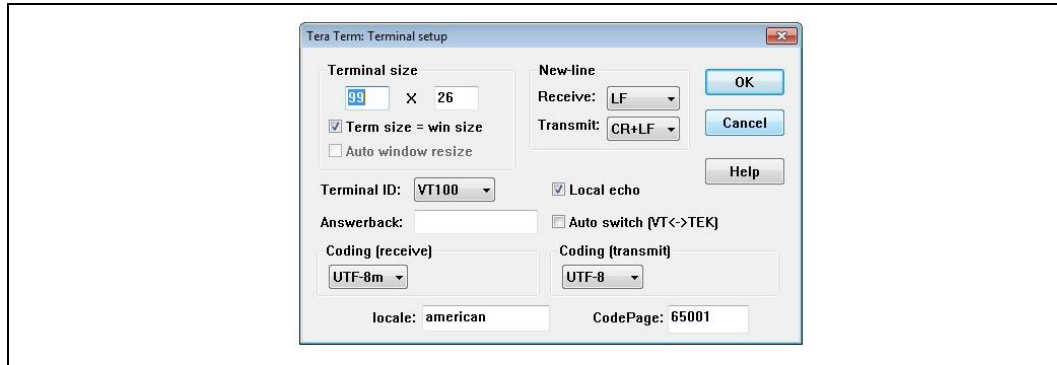 Tera Term: Terminal setup
Terminal size
99 X 26
Term size = win size
Auto window resize
New-line
Receive: LF
Transmit: CR+LF
OK
Cancel
Help
Terminal ID: VT100
Local echo
Answerback:
Auto switch (VT<->TEK)
Coding (receive)
UTF-8m
Coding (transmit)
UTF-8
locale: american
CodePage: 65001